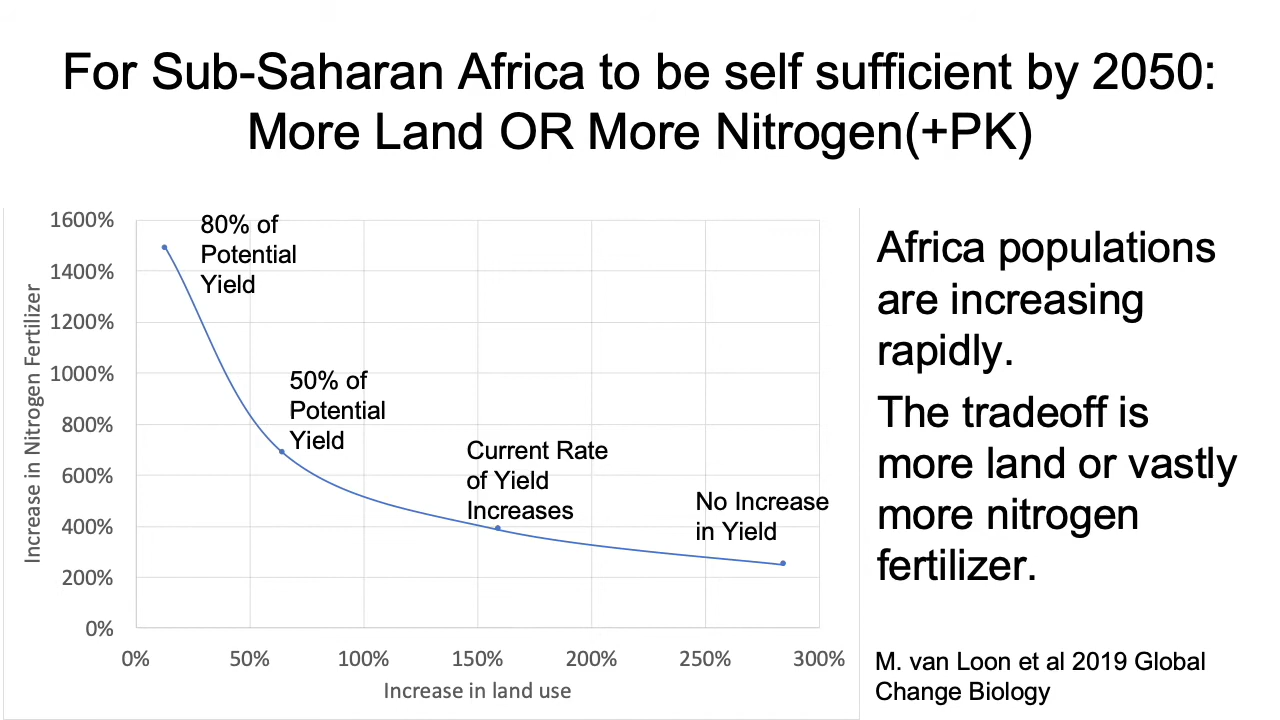 For Sub-Saharan Africa to be self sufficient by 2050:
More Land OR More Nitrogen(+PK)
1600%
1400%
1200%
1000%
800%
600%
400%
200%
0%
Increase in Nitrogen Fertilizer
80% of
Potential
Yield
50% of
Potential
Yield
Current Rate
of Yield
Increases
No Increase
in Yield
0% 50% 100% 150% 200% 250% 300%
Increase in land use
Africa populations
are increasing
rapidly.
The tradeoff is
more land or vastly
more nitrogen
fertilizer.
M. van Loon et al 2019 Global
Change Biology